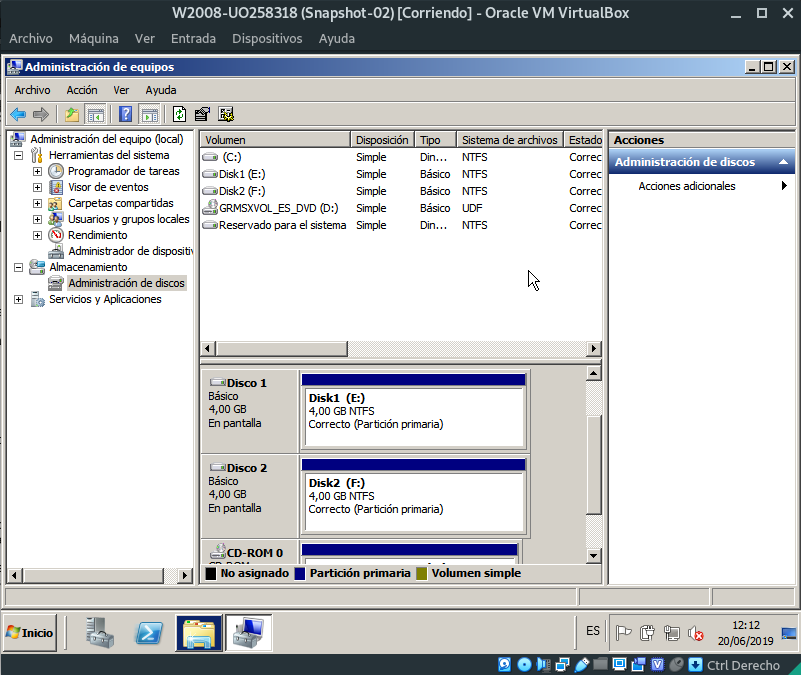 W2008-UO258318 (Snapshot-02) [Corriendo] - Oracle VM VirtualBox
Archivo Máquina Ver Entrada Dispositivos Ayuda
Administración de equipos
Archivo Acción Ver Ayuda
Administración del equipo (local)
Herramientas del sistema
Programador de tareas
Visor de eventos
Carpetas compartidas
Usuarios y grupos locales
Rendimiento
Administrador de dispositiv
Almacenamiento
Administración de discos
Servicios y Aplicaciones
Volumen Disposición Tipo Sistema de archivos Estado
(C:) Simple Din... NTFS Correc
Disk1 (E:) Simple Básico NTFS Correc
Disk2 (F:) Simple Básico NTFS Correc
GRMSXVOL_ES_DVD (D:) Simple Básico UDF Correc
Reservado para el sistema Simple Din... NTFS Correc
Disco 1
Básico
4,00 GB
En pantalla
Disk1 (E:)
4,00 GB NTFS
Correcto (Partición primaria)
Disco 2
Básico
4,00 GB
En pantalla
Disk2 (F:)
4,00 GB NTFS
Correcto (Partición primaria)
CD-ROM 0
No asignado Partición primaria Volumen simple
Acciones
Administración de discos
Acciones adicionales
Inicio
ES
12:12
20/06/2019
Ctrl Derecho